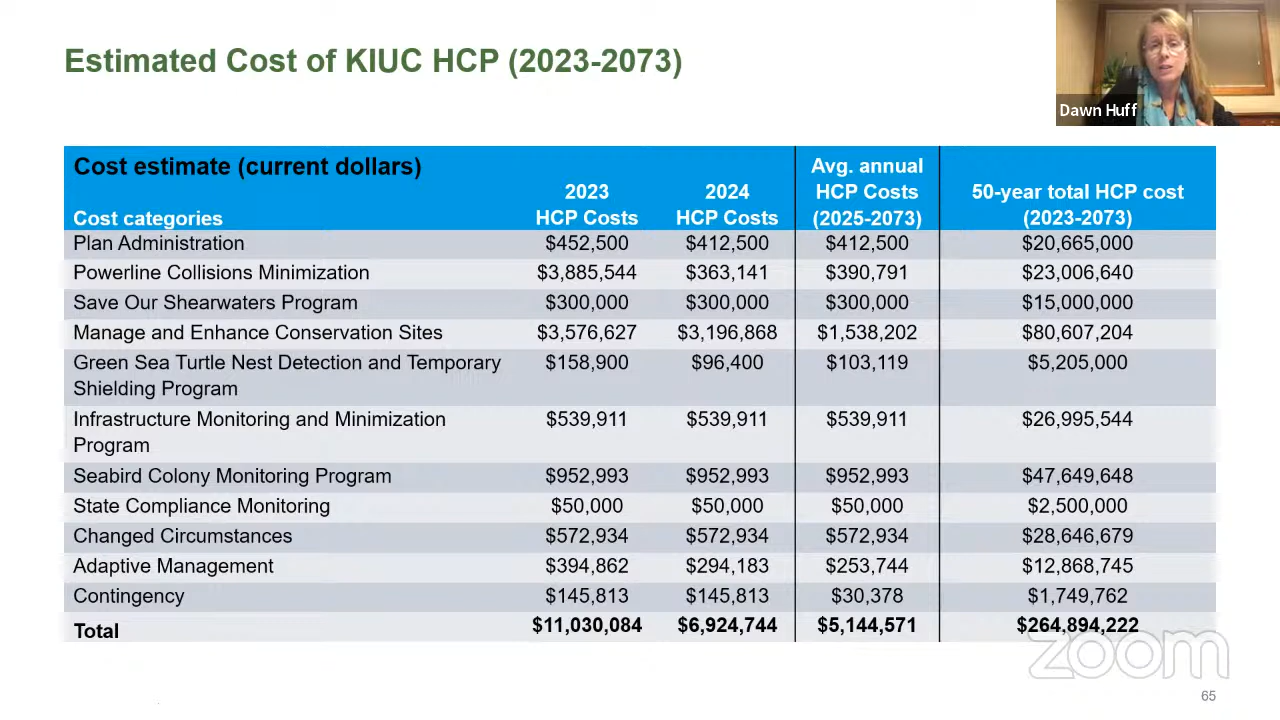 Estimated Cost of KIUC HCP (2023-2073)
Dawn Huff
Cost estimate (current dollars)
Cost categories
2023
HCP Costs
2024
HCP Costs
Avg. annual
HCP Costs
(2025-2073)
50-year total HCP cost
(2023-2073)
Plan Administration $452,500 $412,500 $412,500 $20,665,000
Powerline Collisions Minimization $3,885,544 $363,141 $390,791 $23,006,640
Save Our Shearwaters Program $300,000 $300,000 $300,000 $15,000,000
Manage and Enhance Conservation Sites $3,576,627 $3,196,868 $1,538,202 $80,607,204
Green Sea Turtle Nest Detection and Temporary $158,900 $96,400 $103,119 $5,205,000
Shielding Program
Infrastructure Monitoring and Minimization $539,911 $539,911 $539,911 $26,995,544
Program
Seabird Colony Monitoring Program $952,993 $952,993 $952,993 $47,649,648
State Compliance Monitoring $50,000 $50,000 $50,000 $2,500,000
Changed Circumstances $572,934 $572,934 $572,934 $28,646,679
Adaptive Management $394,862 $294,183 $253,744 $12,868,745
Contingency $145,813 $145,813 $30,378 $1,749,762
Total $11,030,084 $6,924,744 $5,144,571 $264,894,222
zoom
65